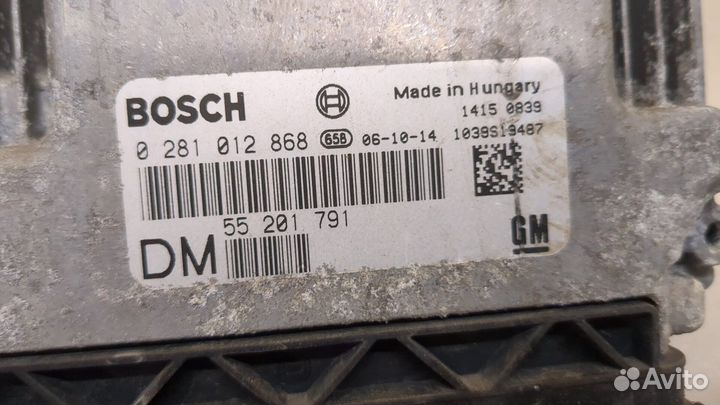 BOSCH
Made in Hungary
1415 0839
0 281 012 868 658 06-10-14 1039S19487
55 201 791
DM
GM
Avito